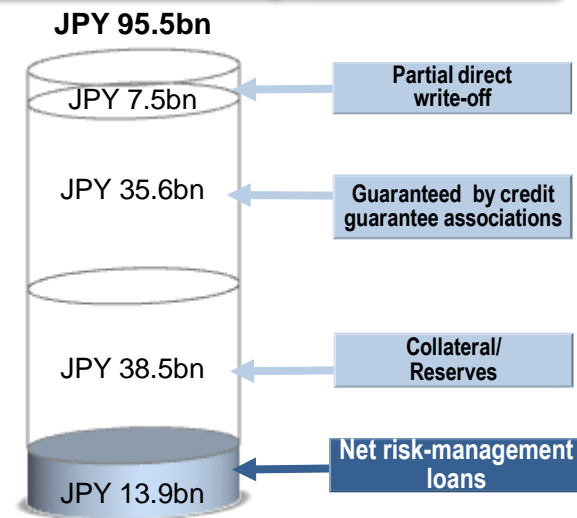 JPY 95.5bn
Partial direct
write-off
JPY 7.5bn
JPY 35.6bn
Guaranteed by credit
guarantee associations
JPY 38.5bn
Collateral/
Reserves
Net risk-management
loans
JPY 13.9bn